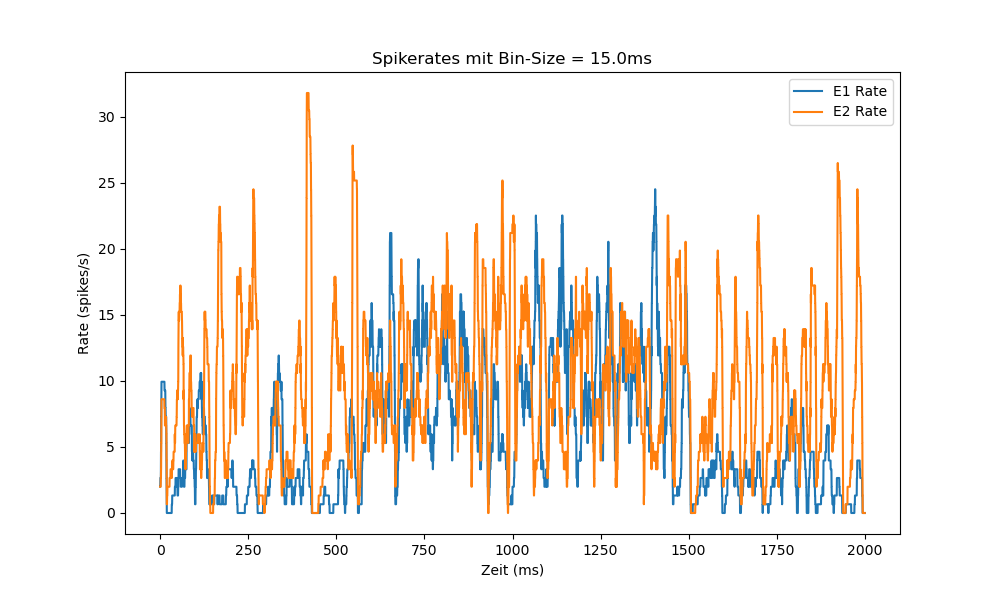 Spikerates mit Bin-Size = 15.0ms
E1 Rate
E2 Rate
Rate (spikes/s)
30
25
20
15
10
5
0
0 250 500 750 1000 1250 1500 1750 2000
Zeit (ms)